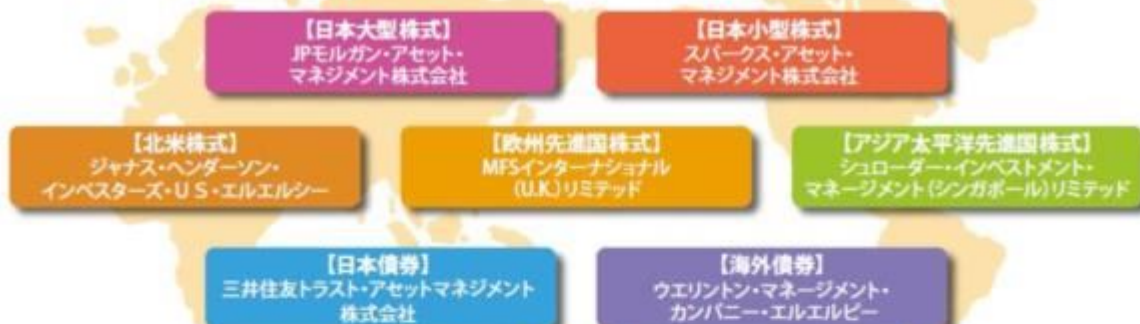 【日本大型株式】
JPモルガン・アセット・
マネジメント株式会社
【日本小型株式】
スパークス・アセット・
マネジメント株式会社
【北米株式】
ジャナス・ヘンダーソン・
インベスターズ・US・エルエルシー
【欧州先進国株式】
MFSインターナショナル
(U.K.)リミテッド
【アジア太平洋先進国株式】
シュローダー・インベストメント・
マネージメント(シンガポール)リミテッド
【日本債券】
三井住友トラスト・アセットマネジメント
株式会社
【海外債券】
ウエリントン・マネージメント・
カンパニー・エルエルピー